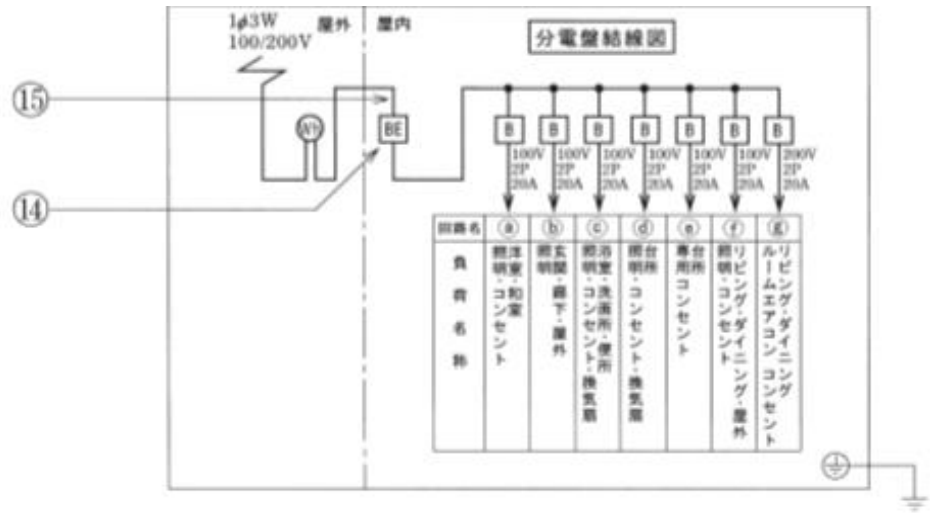 1φ3W
100/200V
屋外
屋内
分電盤結線図
⑮
Wh
BE
⑭
B B B B B B B
100V 100V 100V 100V 100V 100V 200V
2P 2P 2P 2P 2P 2P 2P
20A 20A 20A 20A 20A 20A 20A
回路名 ⓐ ⓑ ⓒ ⓓ ⓔ ⓕ ⓖ
負荷名称
洋室・和室
照明・コンセント
玄関・廊下・屋外
照明
浴室・洗面所・便所
照明・コンセント・換気扇
台所
照明・コンセント・換気扇
台所
専用コンセント
リビング・ダイニング・屋外
照明・コンセント
リビング・ダイニング
ルームエアコン コンセント